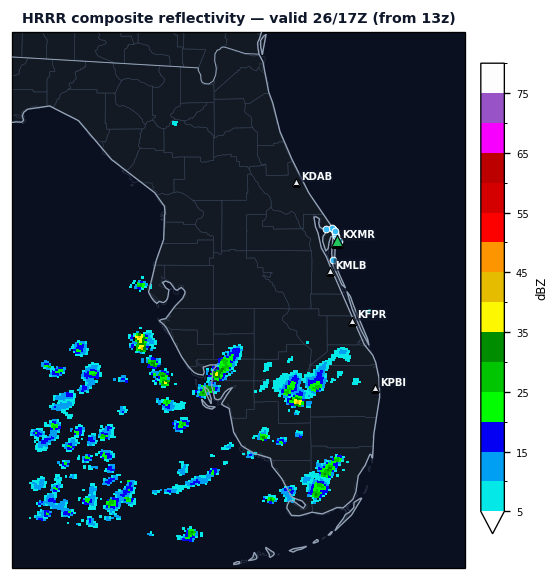 HRRR composite reflectivity — valid 26/17Z (from 13z)
KDAB
KXMR
KMLB
KFPR
KPBI
75
65
55
45
35
25
15
5
dBZ